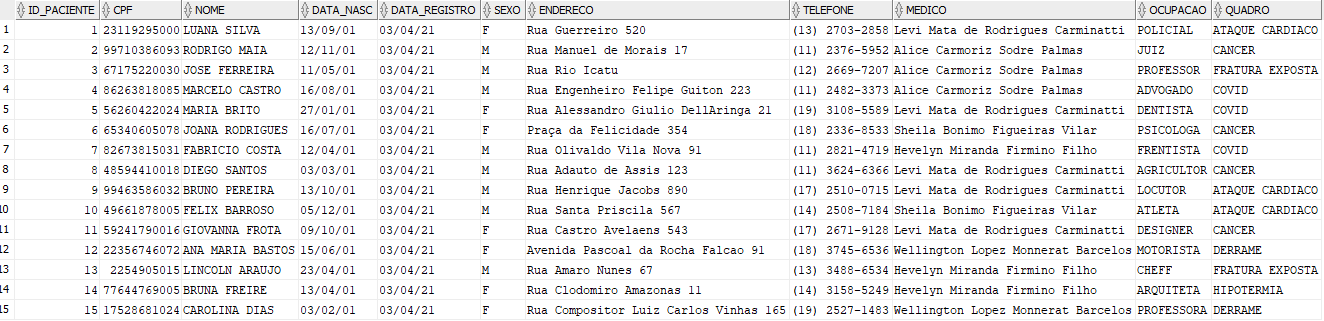 ID_PACIENTE CPF NOME DATA_NASC DATA_REGISTRO SEXO ENDERECO TELEFONE MEDICO OCUPACAO QUADRO
1 1 23119295000 LUANA SILVA 13/09/01 03/04/21 F Rua Guerreiro 520 (13) 2703-2858 Levi Mata de Rodrigues Carminatti POLICIAL ATAQUE CARDIACO
2 2 99710386093 RODRIGO MAIA 12/11/01 03/04/21 M Rua Manuel de Morais 17 (11) 2376-5952 Alice Carmoriz Sodre Palmas JUIZ CANCER
3 3 67175220030 JOSE FERREIRA 11/05/01 03/04/21 M Rua Rio Icatu (12) 2669-7207 Alice Carmoriz Sodre Palmas PROFESSOR FRATURA EXPOSTA
4 4 86263818085 MARCELO CASTRO 16/08/01 03/04/21 M Rua Engenheiro Felipe Guiton 223 (11) 2482-3373 Alice Carmoriz Sodre Palmas ADVOGADO COVID
5 5 56260422024 MARIA BRITO 27/01/01 03/04/21 F Rua Alessandro Giulio DellAringa 21 (19) 3108-5589 Levi Mata de Rodrigues Carminatti DENTISTA COVID
6 6 65340605078 JOANA RODRIGUES 16/07/01 03/04/21 F Praça da Felicidade 354 (18) 2336-8533 Sheila Bonimo Figueiras Vilar PSICOLOGA CANCER
7 7 82673815031 FABRICIO COSTA 12/04/01 03/04/21 M Rua Olivaldo Vila Nova 91 (11) 2821-4719 Hevelyn Miranda Firmino Filho FRENTISTA COVID
8 8 48594410018 DIEGO SANTOS 03/03/01 03/04/21 M Rua Adauto de Assis 123 (11) 3624-6366 Levi Mata de Rodrigues Carminatti AGRICULTOR CANCER
9 9 99463586032 BRUNO PEREIRA 13/10/01 03/04/21 M Rua Henrique Jacobs 890 (17) 2510-0715 Levi Mata de Rodrigues Carminatti LOCUTOR ATAQUE CARDIACO
10 10 49661878005 FELIX BARROSO 05/12/01 03/04/21 M Rua Santa Priscila 567 (14) 2508-7184 Sheila Bonimo Figueiras Vilar ATLETA ATAQUE CARDIACO
11 11 59241790016 GIOVANNA FROTA 09/10/01 03/04/21 F Rua Castro Avelaens 543 (17) 2671-9128 Levi Mata de Rodrigues Carminatti DESIGNER CANCER
12 12 22356746072 ANA MARIA BASTOS 15/06/01 03/04/21 F Avenida Pascoal da Rocha Falcao 91 (18) 3745-6536 Wellington Lopez Monnerat Barcelos MOTORISTA DERRAME
13 13 2254905015 LINCOLN ARAUJO 23/04/01 03/04/21 M Rua Amaro Nunes 67 (13) 3488-6534 Hevelyn Miranda Firmino Filho CHEFF FRATURA EXPOSTA
14 14 77644769005 BRUNA FREIRE 13/04/01 03/04/21 F Rua Clodomiro Amazonas 11 (14) 3158-5249 Hevelyn Miranda Firmino Filho ARQUITETA HIPOTERMIA
15 15 17528681024 CAROLINA DIAS 03/02/01 03/04/21 F Rua Compositor Luiz Carlos Vinhas 165 (19) 2527-1483 Wellington Lopez Monnerat Barcelos PROFESSORA DERRAME